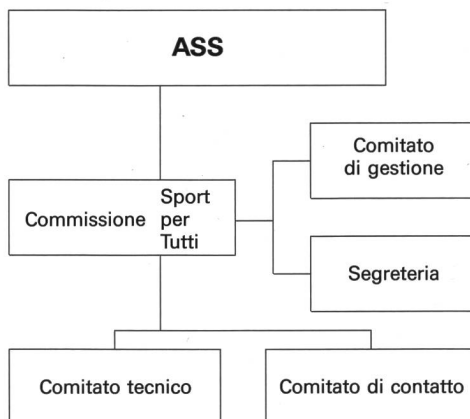 ASS
Comitato
di gestione
Commissione Sport
per
Tutti
Segreteria
Comitato tecnico
Comitato di contatto